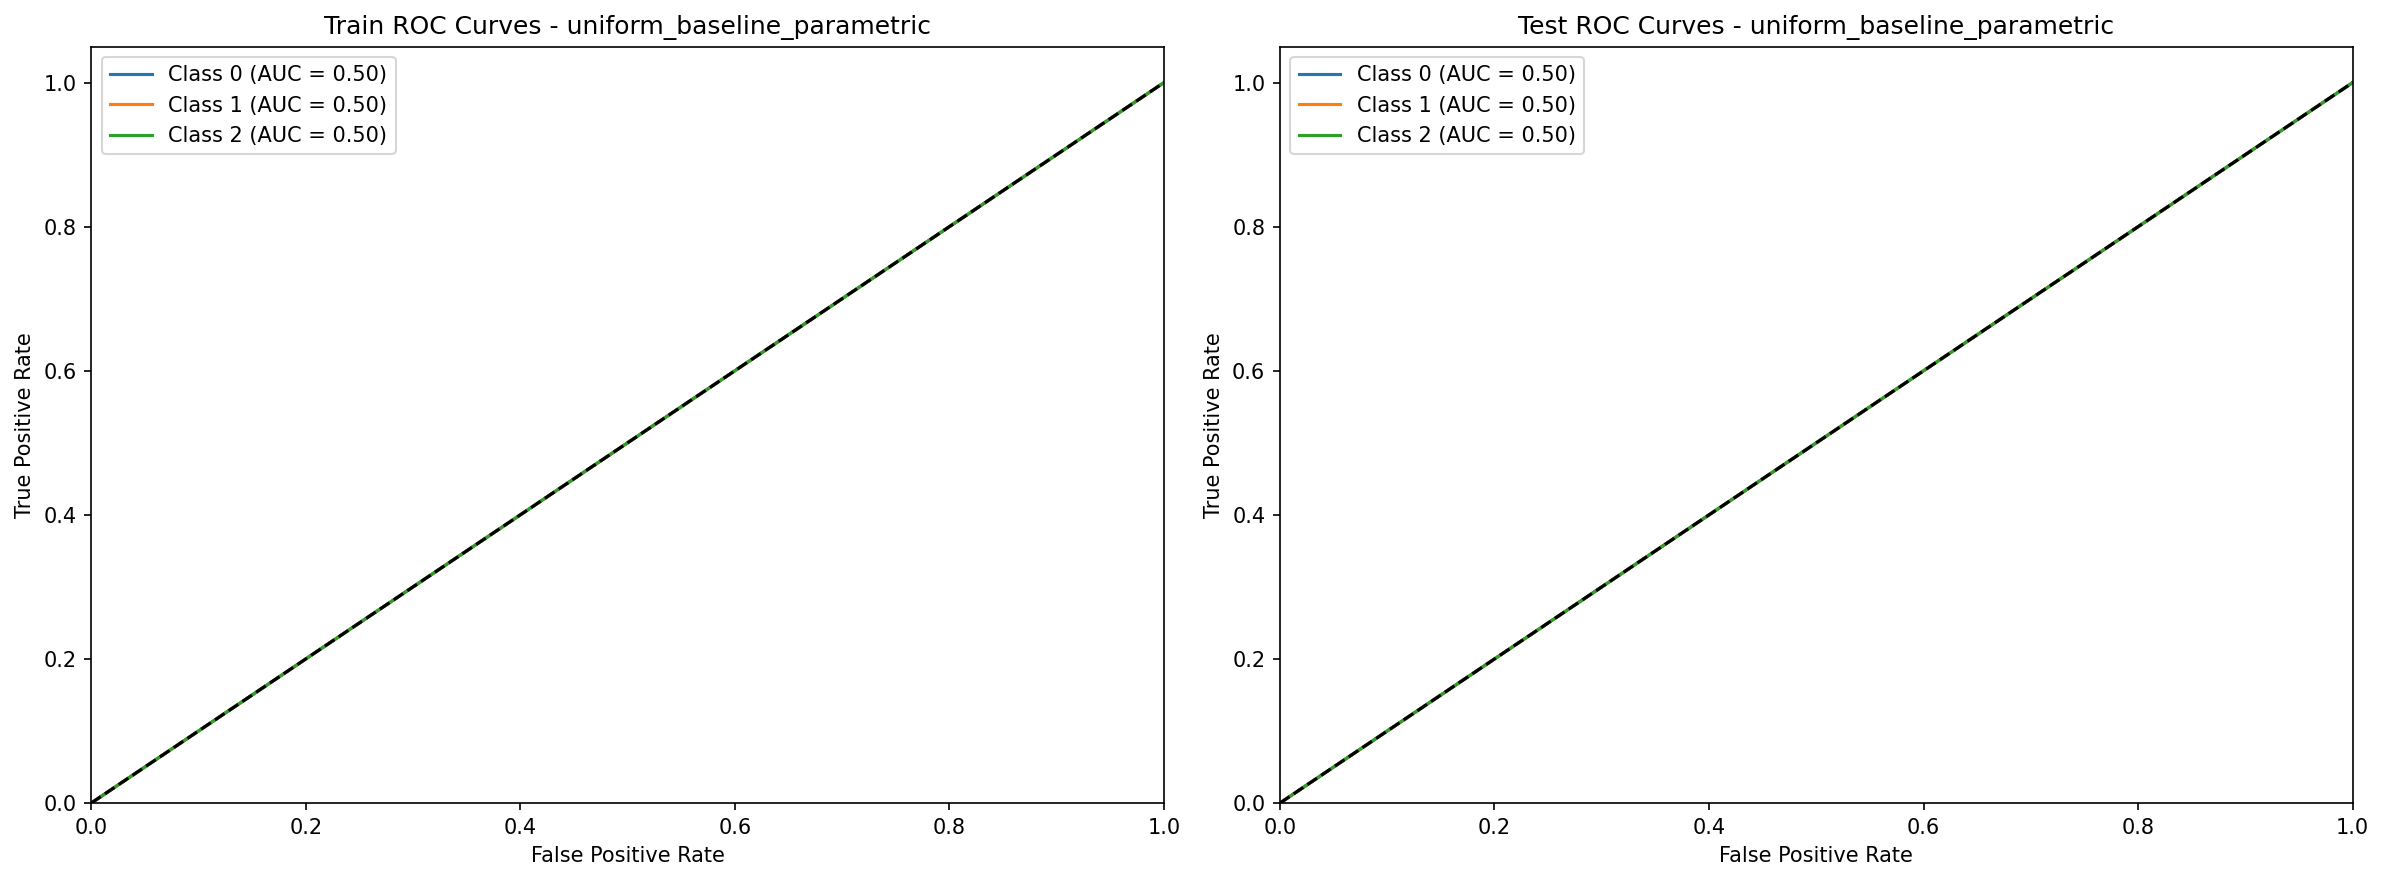 Train ROC Curves - uniform_baseline_parametric
Class 0 (AUC = 0.50)
Class 1 (AUC = 0.50)
Class 2 (AUC = 0.50)
True Positive Rate
1.0
0.8
0.6
0.4
0.2
0.0
0.0 0.2 0.4 0.6 0.8 1.0
False Positive Rate
Test ROC Curves - uniform_baseline_parametric
Class 0 (AUC = 0.50)
Class 1 (AUC = 0.50)
Class 2 (AUC = 0.50)
True Positive Rate
1.0
0.8
0.6
0.4
0.2
0.0
0.0 0.2 0.4 0.6 0.8 1.0
False Positive Rate